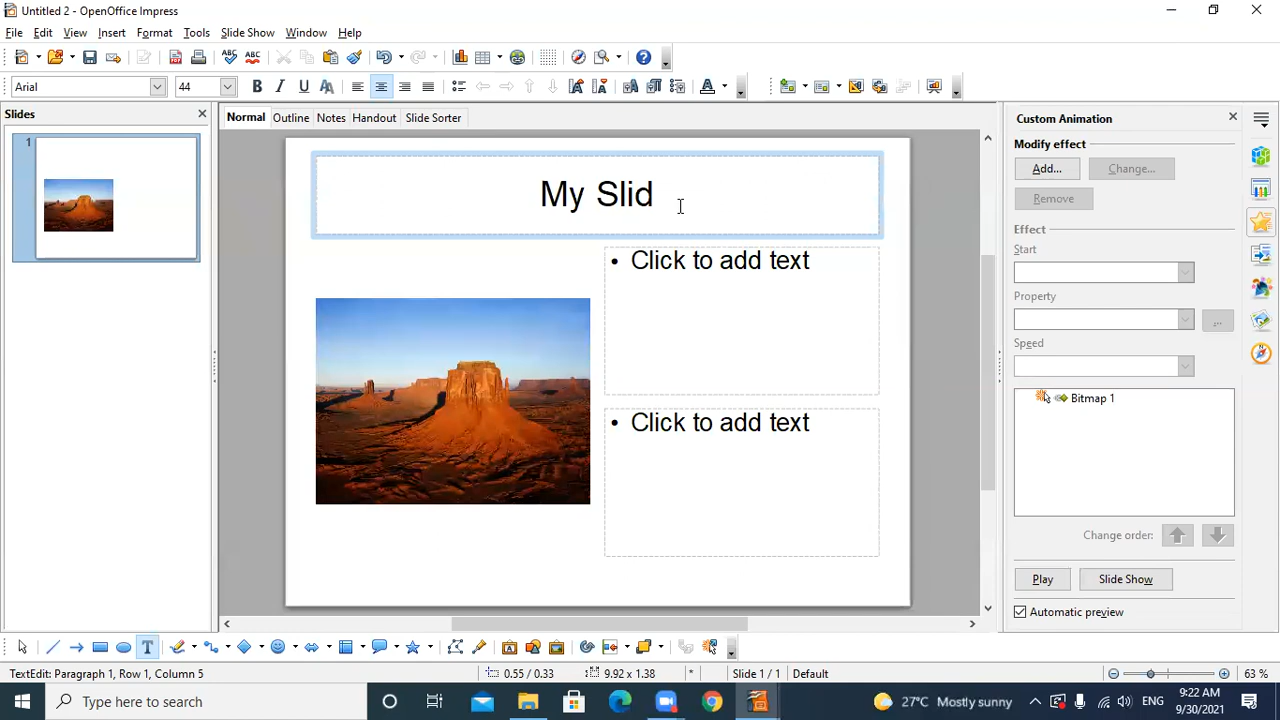 Untitled 2 - OpenOffice Impress
File Edit View Insert Format Tools Slide Show Window Help
Arial 44
Slides
Normal Outline Notes Handout Slide Sorter
1
My Slid
• Click to add text
• Click to add text
Custom Animation
Modify effect
Add... Change...
Remove
Effect
Start
Property
...
Speed
Bitmap 1
Change order:
Play Slide Show
Automatic preview
TextEdit: Paragraph 1, Row 1, Column 5 0.55 / 0.33 9.92 x 1.38 * Slide 1 / 1 Default 63 %
Type here to search 27°C Mostly sunny ENG 9:22 AM
9/30/2021